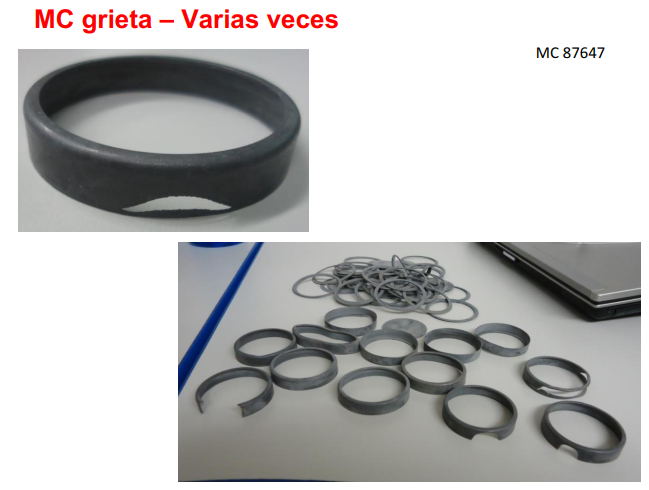 MC grieta – Varias veces
MC 87647